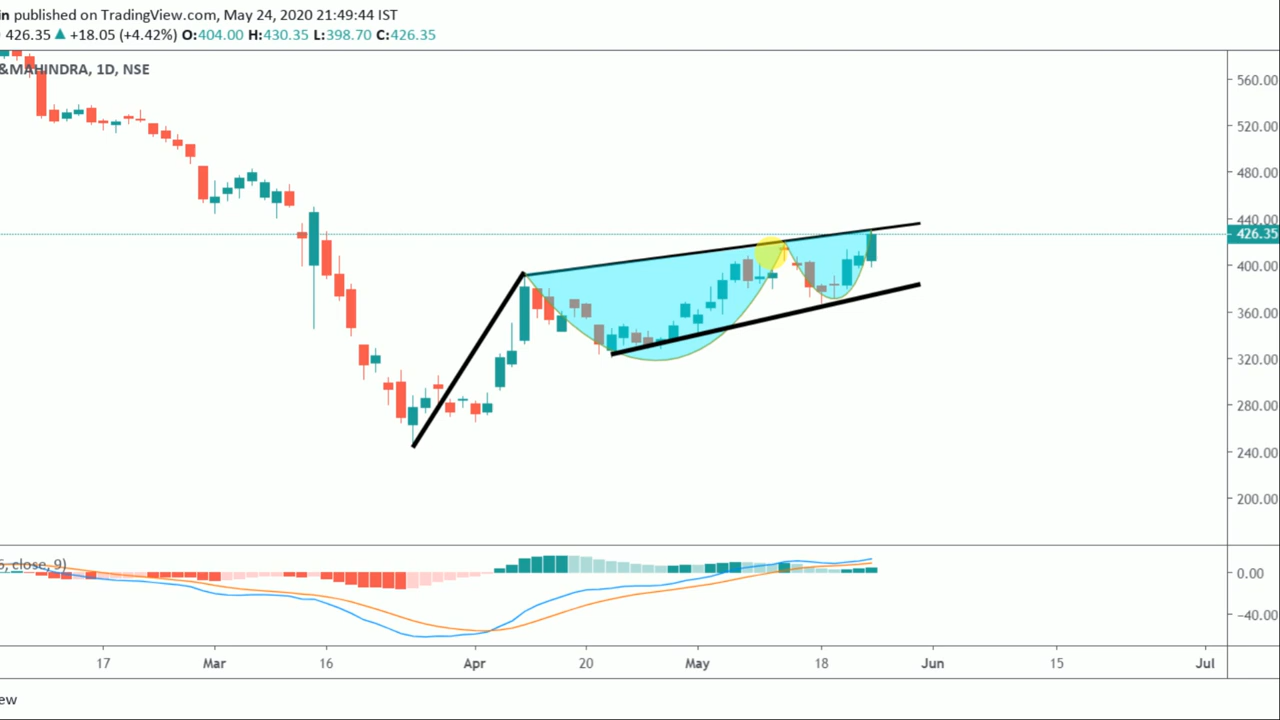 in published on TradingView.com, May 24, 2020 21:49:44 IST
426.35 ▲ +18.05 (+4.42%) O:404.00 H:430.35 L:398.70 C:426.35
&MAHINDRA, 1D, NSE
560.00
520.00
480.00
440.00
426.35
400.00
360.00
320.00
280.00
240.00
200.00
, close, 9)
0.00
−40.00
17 Mar 16 Apr 20 May 18 Jun 15 Jul
ew